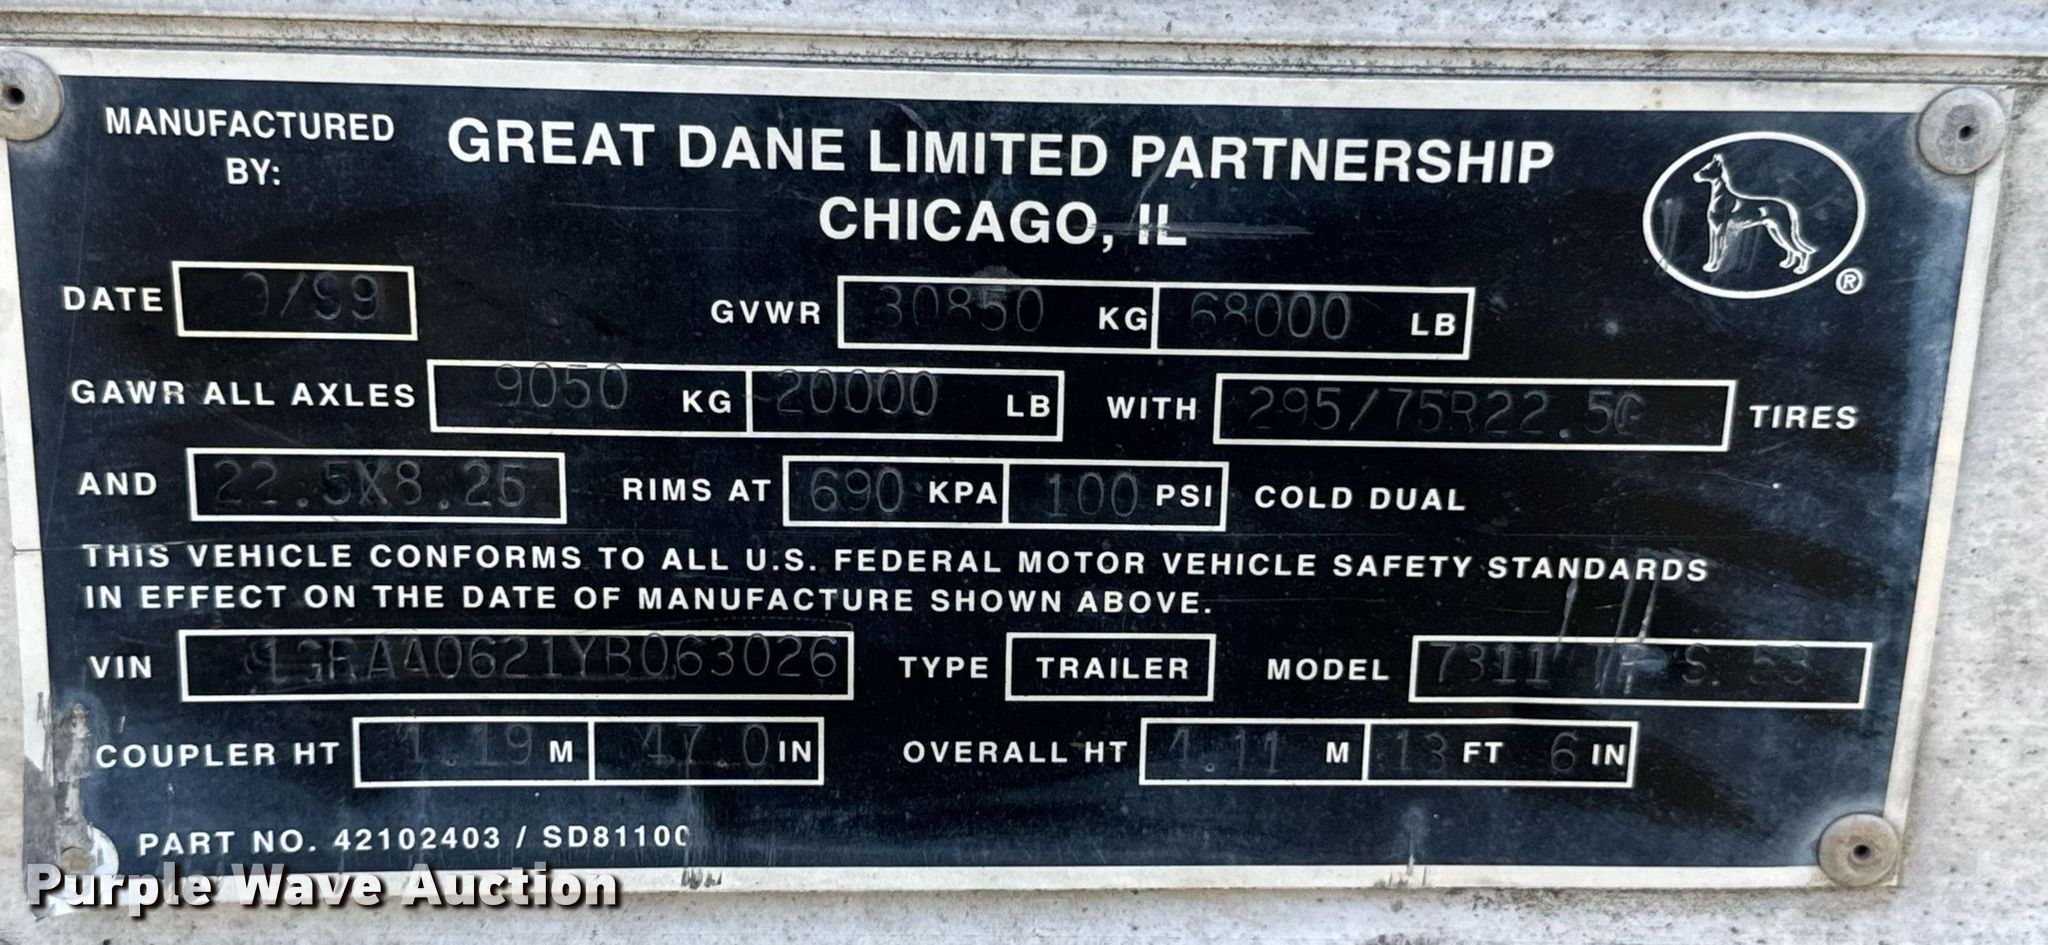 MANUFACTURED
BY:
GREAT DANE LIMITED PARTNERSHIP
CHICAGO, IL
®
DATE 9/99 GVWR 30850 KG 68000 LB
GAWR ALL AXLES 9050 KG 20000 LB WITH 295/75R22.5G TIRES
AND 22.5X8.25 RIMS AT 690 KPA 100 PSI COLD DUAL
THIS VEHICLE CONFORMS TO ALL U.S. FEDERAL MOTOR VEHICLE SAFETY STANDARDS
IN EFFECT ON THE DATE OF MANUFACTURE SHOWN ABOVE.
VIN 1GRAA0621YB063026 TYPE TRAILER MODEL 7311 53
COUPLER HT 1.19 M 47.0 IN OVERALL HT 4.11 M 13 FT 6 IN
PART NO. 42102403 / SD81100
Purple Wave Auction